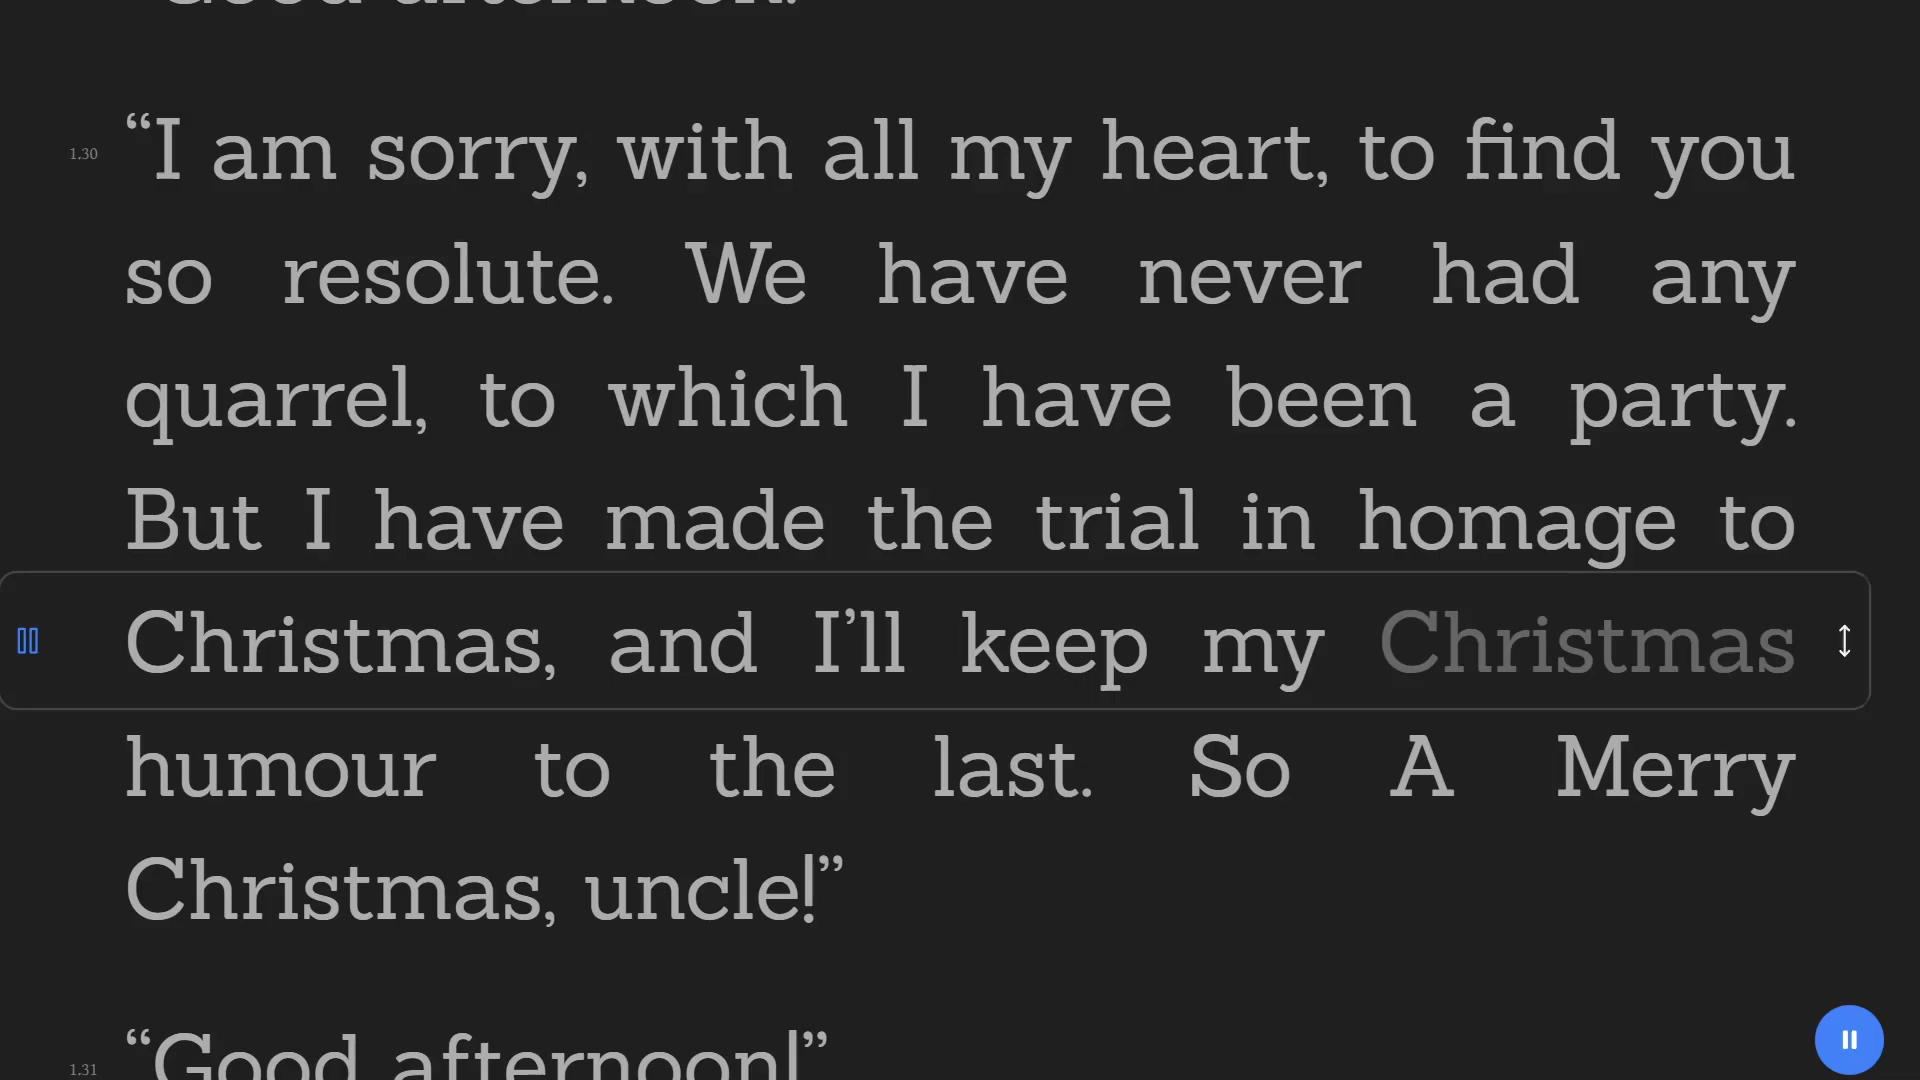 “Good afternoon!”
1.30 “I am sorry, with all my heart, to find you
so resolute. We have never had any
quarrel, to which I have been a party.
But I have made the trial in homage to
Christmas, and I’ll keep my Christmas
humour to the last. So A Merry
Christmas, uncle!”
1.31 “Good afternoon!”